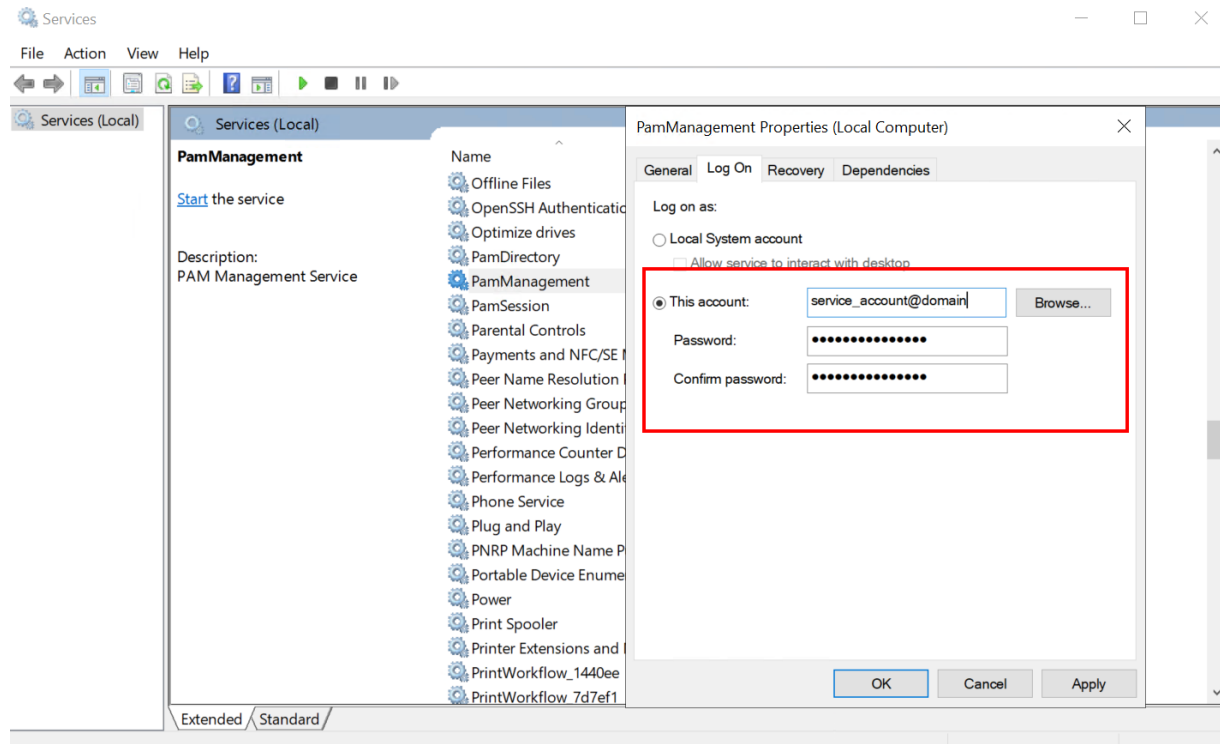 Services
File Action View Help
Services (Local)
Services (Local)
PamManagement
Start the service
Description:
PAM Management Service
Name
Offline Files
OpenSSH Authenticatio
Optimize drives
PamDirectory
PamManagement
PamSession
Parental Controls
Payments and NFC/SE M
Peer Name Resolution
Peer Networking Group
Peer Networking Identi
Performance Counter D
Performance Logs & Ale
Phone Service
Plug and Play
PNRP Machine Name P
Portable Device Enume
Power
Print Spooler
Printer Extensions and
PrintWorkflow_1440ee
PrintWorkflow_7d7ef1
Extended Standard
PamManagement Properties (Local Computer)
General Log On Recovery Dependencies
Log on as:
Local System account
Allow service to interact with desktop
This account: service_account@domain Browse...
Password:
Confirm password:
OK Cancel Apply